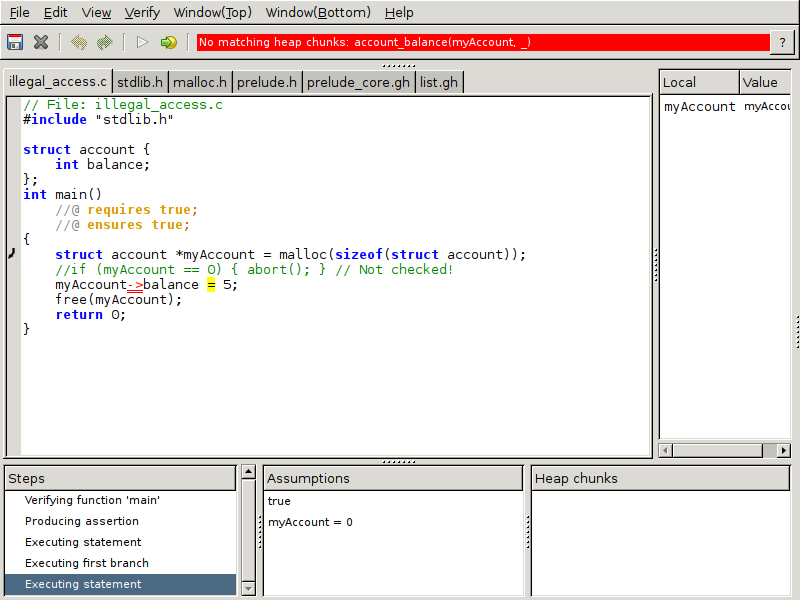 File Edit View Verify Window(Top) Window(Bottom) Help
No matching heap chunks: account_balance(myAccount, _) ?
illegal_access.c stdlib.h malloc.h prelude.h prelude_core.gh list.gh
Local Value
myAccount myAccou
// File: illegal_access.c
#include "stdlib.h"
struct account {
int balance;
};
int main()
//@ requires true;
//@ ensures true;
{
struct account *myAccount = malloc(sizeof(struct account));
//if (myAccount == 0) { abort(); } // Not checked!
myAccount->balance = 5;
free(myAccount);
return 0;
}
Steps
Verifying function 'main'
Producing assertion
Executing statement
Executing first branch
Executing statement
Assumptions
true
myAccount = 0
Heap chunks